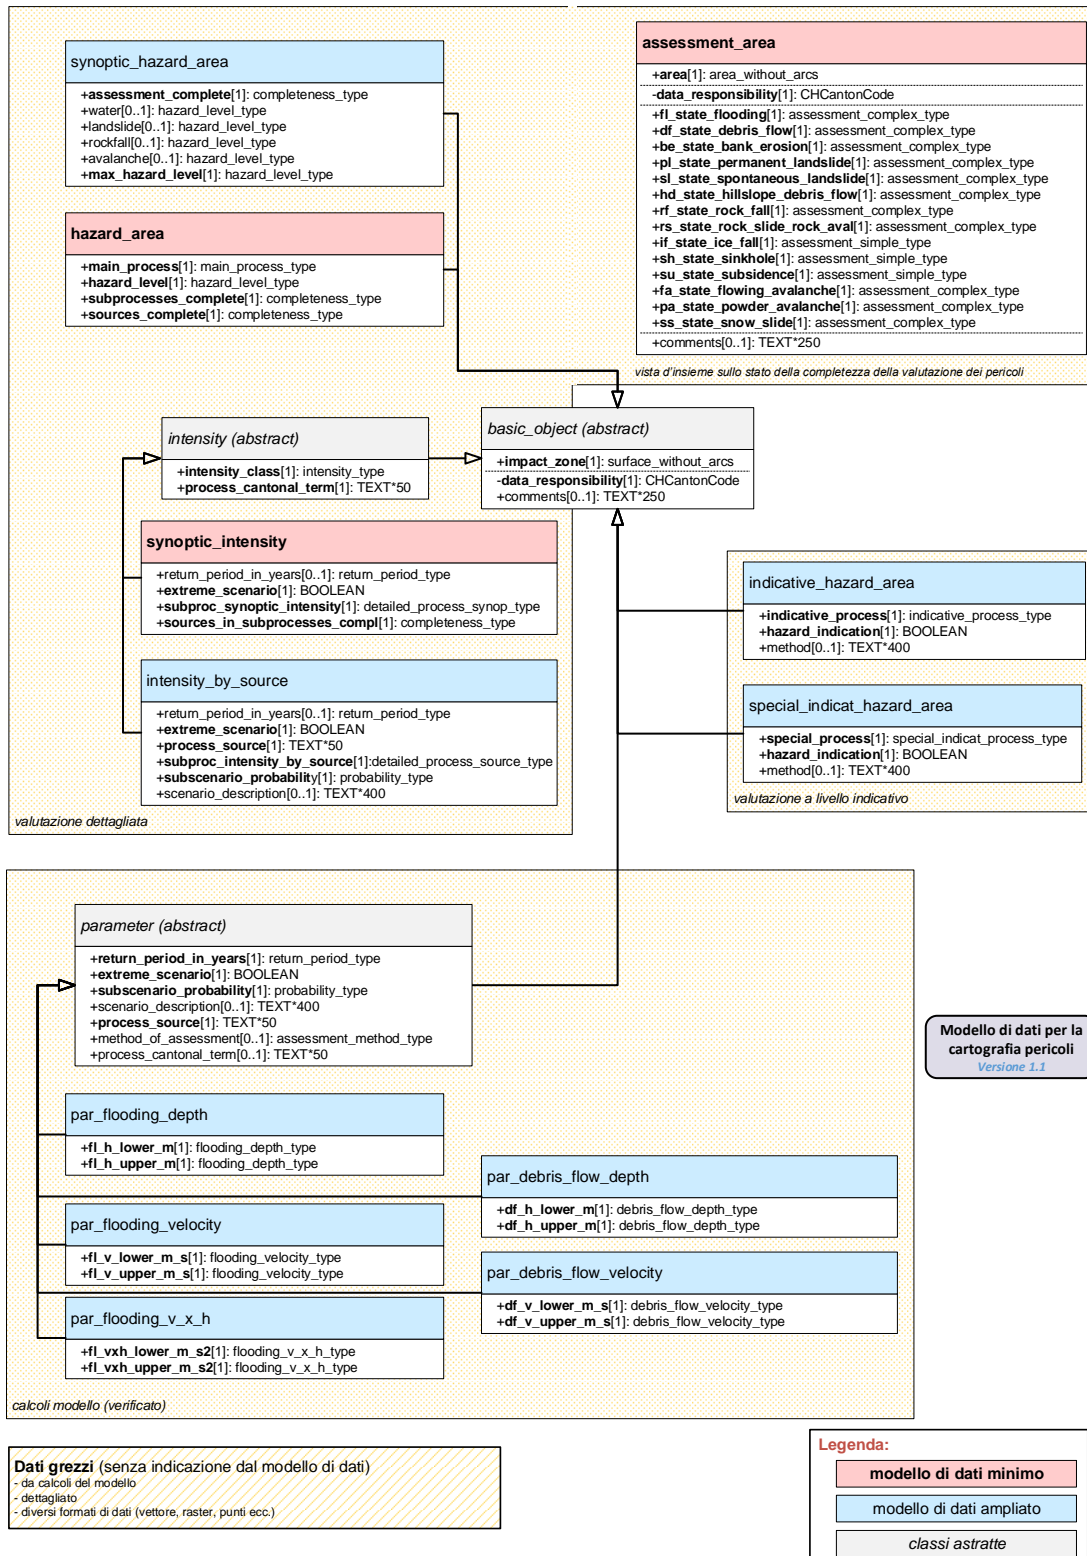 synoptic_hazard_area
+assessment_complete[1]: completeness_type
+water[0..1]: hazard_level_type
+landslide[0..1]: hazard_level_type
+rockfall[0..1]: hazard_level_type
+avalanche[0..1]: hazard_level_type
+max_hazard_level[1]: hazard_level_type
hazard_area
+main_process[1]: main_process_type
+hazard_level[1]: hazard_level_type
+subprocesses_complete[1]: completeness_type
+sources_complete[1]: completeness_type
assessment_area
+area[1]: area_without_arcs
-data_responsibility[1]: CHCantonCode
+fl_state_flooding[1]: assessment_complex_type
+df_state_debris_flow[1]: assessment_complex_type
+be_state_bank_erosion[1]: assessment_complex_type
+pl_state_permanent_landslide[1]: assessment_complex_type
+sl_state_spontaneous_landslide[1]: assessment_complex_type
+hd_state_hillslope_debris_flow[1]: assessment_complex_type
+rf_state_rock_fall[1]: assessment_complex_type
+rs_state_rock_slide_rock_aval[1]: assessment_complex_type
+if_state_ice_fall[1]: assessment_simple_type
+sh_state_sinkhole[1]: assessment_simple_type
+su_state_subsidence[1]: assessment_simple_type
+fa_state_flowing_avalanche[1]: assessment_complex_type
+pa_state_powder_avalanche[1]: assessment_complex_type
+ss_state_snow_slide[1]: assessment_complex_type
+comments[0..1]: TEXT*250
vista d'insieme sullo stato della completezza della valutazione dei pericoli
intensity (abstract)
+intensity_class[1]: intensity_type
+process_cantonal_term[1]: TEXT*50
basic_object (abstract)
+impact_zone[1]: surface_without_arcs
-data_responsibility[1]: CHCantonCode
+comments[0..1]: TEXT*250
synoptic_intensity
+return_period_in_years[0..1]: return_period_type
+extreme_scenario[1]: BOOLEAN
+subproc_synoptic_intensity[1]: detailed_process_synop_type
+sources_in_subprocesses_compl[1]: completeness_type
intensity_by_source
+return_period_in_years[0..1]: return_period_type
+extreme_scenario[1]: BOOLEAN
+process_source[1]: TEXT*50
+subproc_intensity_by_source[1]:detailed_process_source_type
+subscenario_probability[1]: probability_type
+scenario_description[0..1]: TEXT*400
valutazione dettagliata
indicative_hazard_area
+indicative_process[1]: indicative_process_type
+hazard_indication[1]: BOOLEAN
+method[0..1]: TEXT*400
special_indicat_hazard_area
+special_process[1]: special_indicat_process_type
+hazard_indication[1]: BOOLEAN
+method[0..1]: TEXT*400
valutazione a livello indicativo
parameter (abstract)
+return_period_in_years[1]: return_period_type
+extreme_scenario[1]: BOOLEAN
+subscenario_probability[1]: probability_type
+scenario_description[0..1]: TEXT*400
+process_source[1]: TEXT*50
+method_of_assessment[0..1]: assessment_method_type
+process_cantonal_term[0..1]: TEXT*50
Modello di dati per la
cartografia pericoli
Versione 1.1
par_flooding_depth
+fl_h_lower_m[1]: flooding_depth_type
+fl_h_upper_m[1]: flooding_depth_type
par_debris_flow_depth
+df_h_lower_m[1]: debris_flow_depth_type
+df_h_upper_m[1]: debris_flow_depth_type
par_flooding_velocity
+fl_v_lower_m_s[1]: flooding_velocity_type
+fl_v_upper_m_s[1]: flooding_velocity_type
par_debris_flow_velocity
+df_v_lower_m_s[1]: debris_flow_velocity_type
+df_v_upper_m_s[1]: debris_flow_velocity_type
par_flooding_v_x_h
+fl_vxh_lower_m_s2[1]: flooding_v_x_h_type
+fl_vxh_upper_m_s2[1]: flooding_v_x_h_type
calcoli modello (verificato)
Dati grezzi (senza indicazione dal modello di dati)
- da calcoli del modello
- dettagliato
- diversi formati di dati (vettore, raster, punti ecc.)
Legenda:
modello di dati minimo
modello di dati ampliato
classi astratte